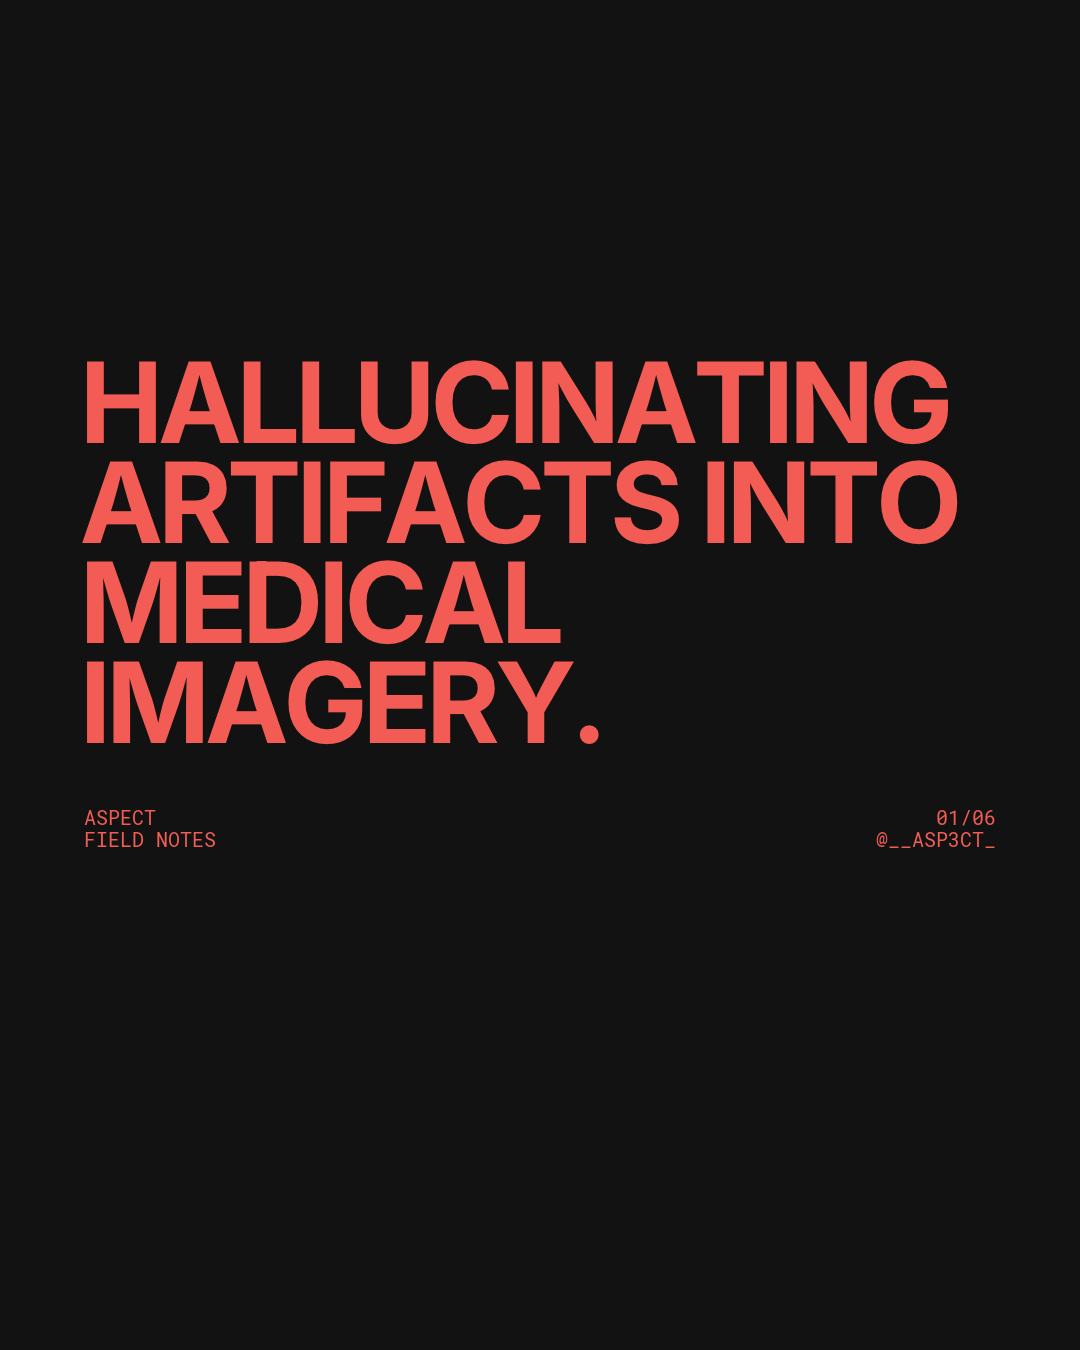 HALLUCINATING
ARTIFACTS INTO
MEDICAL
IMAGERY.
ASPECT
FIELD NOTES
01/06
@__ASP3CT_